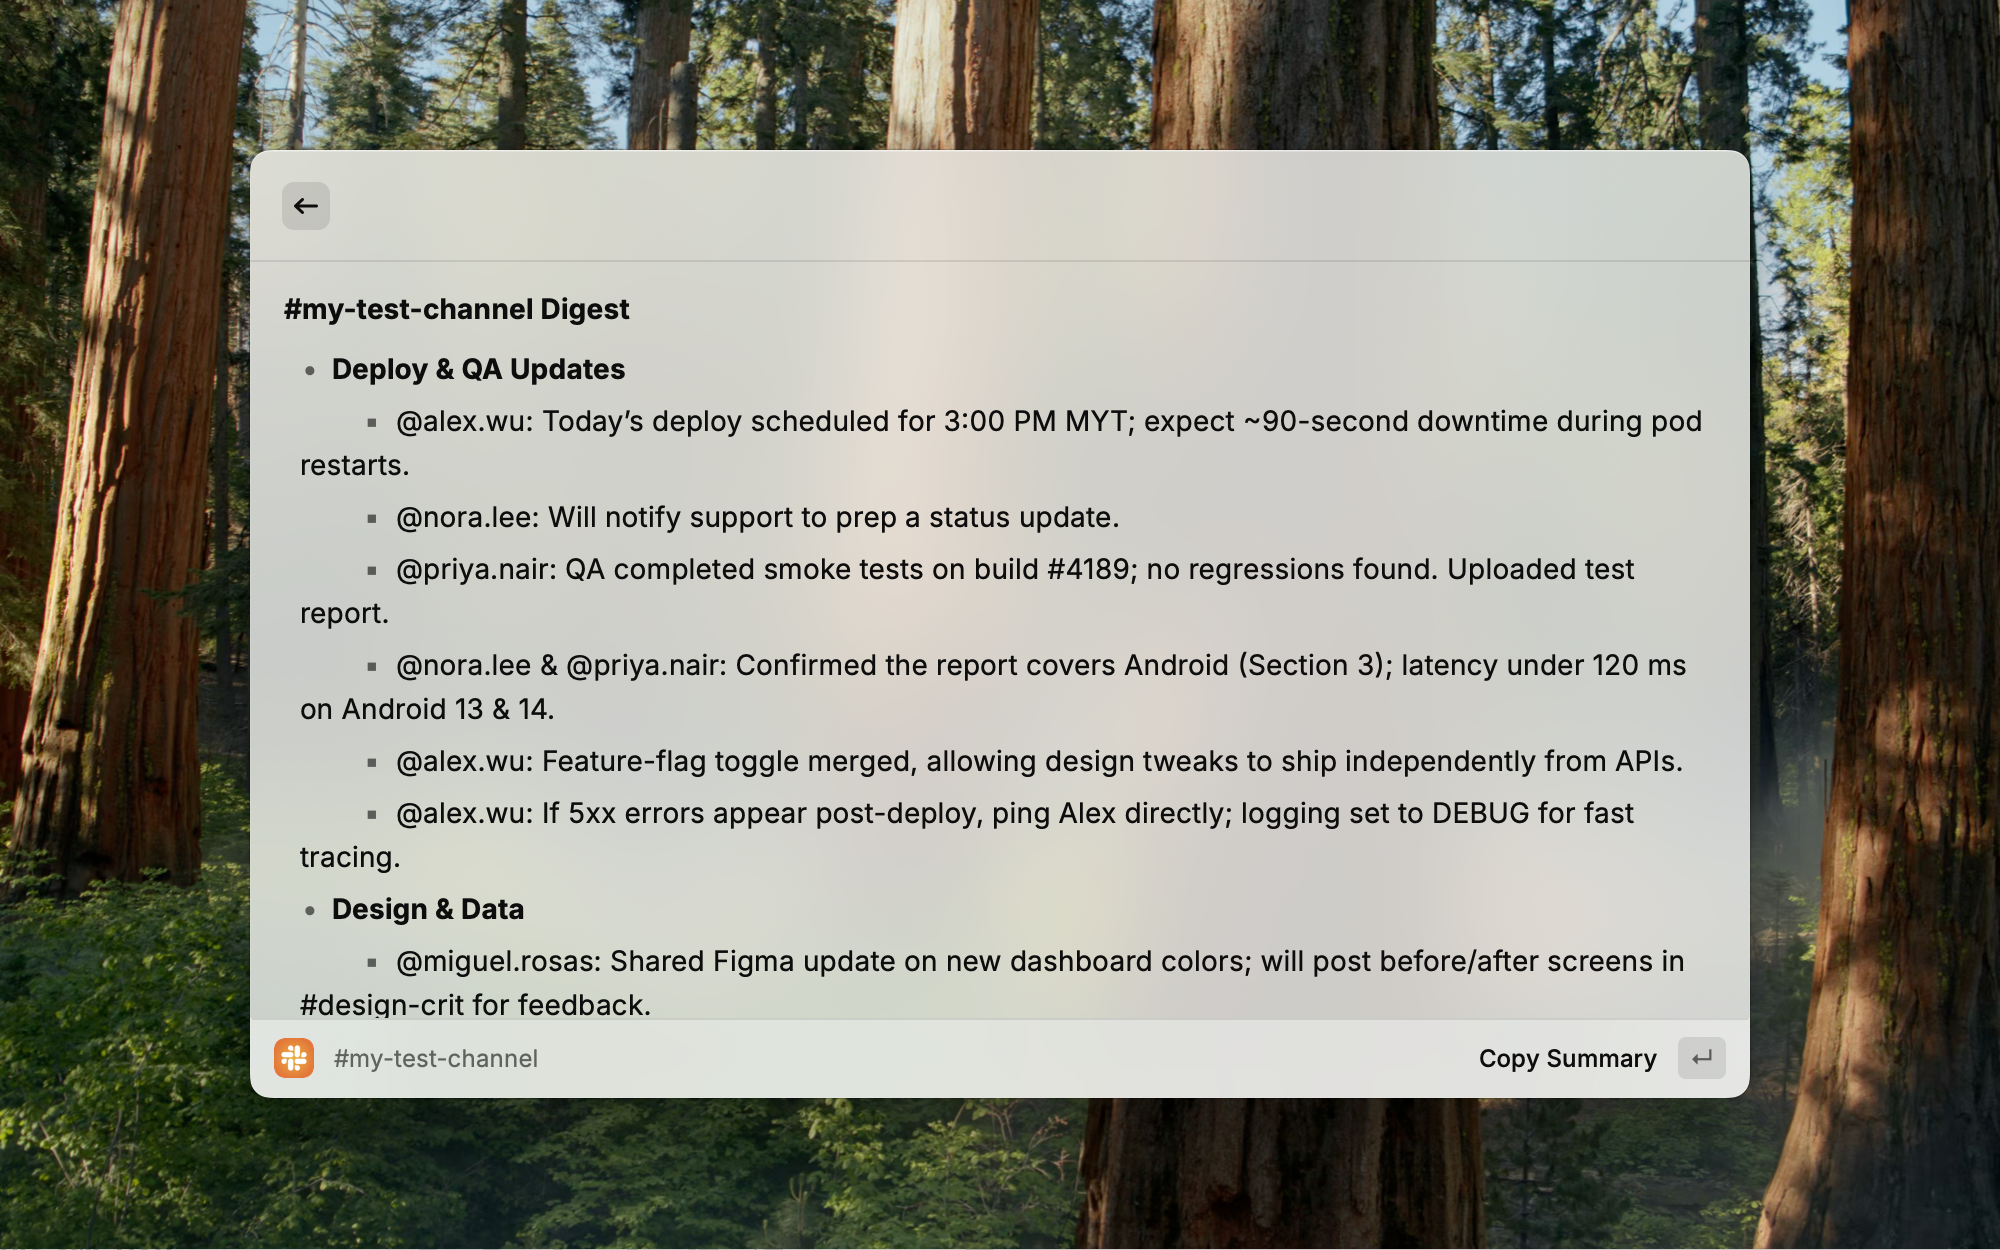 #my-test-channel Digest
• Deploy & QA Updates
▪ @alex.wu: Today’s deploy scheduled for 3:00 PM MYT; expect ~90-second downtime during pod
restarts.
▪ @nora.lee: Will notify support to prep a status update.
▪ @priya.nair: QA completed smoke tests on build #4189; no regressions found. Uploaded test
report.
▪ @nora.lee & @priya.nair: Confirmed the report covers Android (Section 3); latency under 120 ms
on Android 13 & 14.
▪ @alex.wu: Feature-flag toggle merged, allowing design tweaks to ship independently from APIs.
▪ @alex.wu: If 5xx errors appear post-deploy, ping Alex directly; logging set to DEBUG for fast
tracing.
• Design & Data
▪ @miguel.rosas: Shared Figma update on new dashboard colors; will post before/after screens in
#design-crit for feedback.
#my-test-channel
Copy Summary